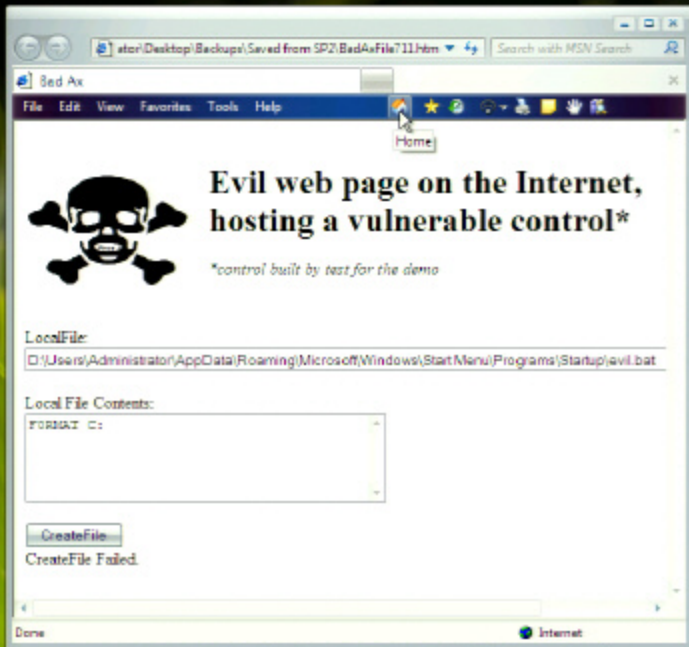 ator\Desktop\Backups\Saved from SP2\BadAxFile711.htm
Search with MSN Search
Bad Ax
File Edit View Favorites Tools Help
Home
Evil web page on the Internet,
hosting a vulnerable control*
*control built by test for the demo
LocalFile:
D:\Users\Administrator\AppData\Roaming\Microsoft\Windows\Start Menu\Programs\Startup\evil.bat
Local File Contents:
FORMAT C:
CreateFile
CreateFile Failed.
Done
Internet